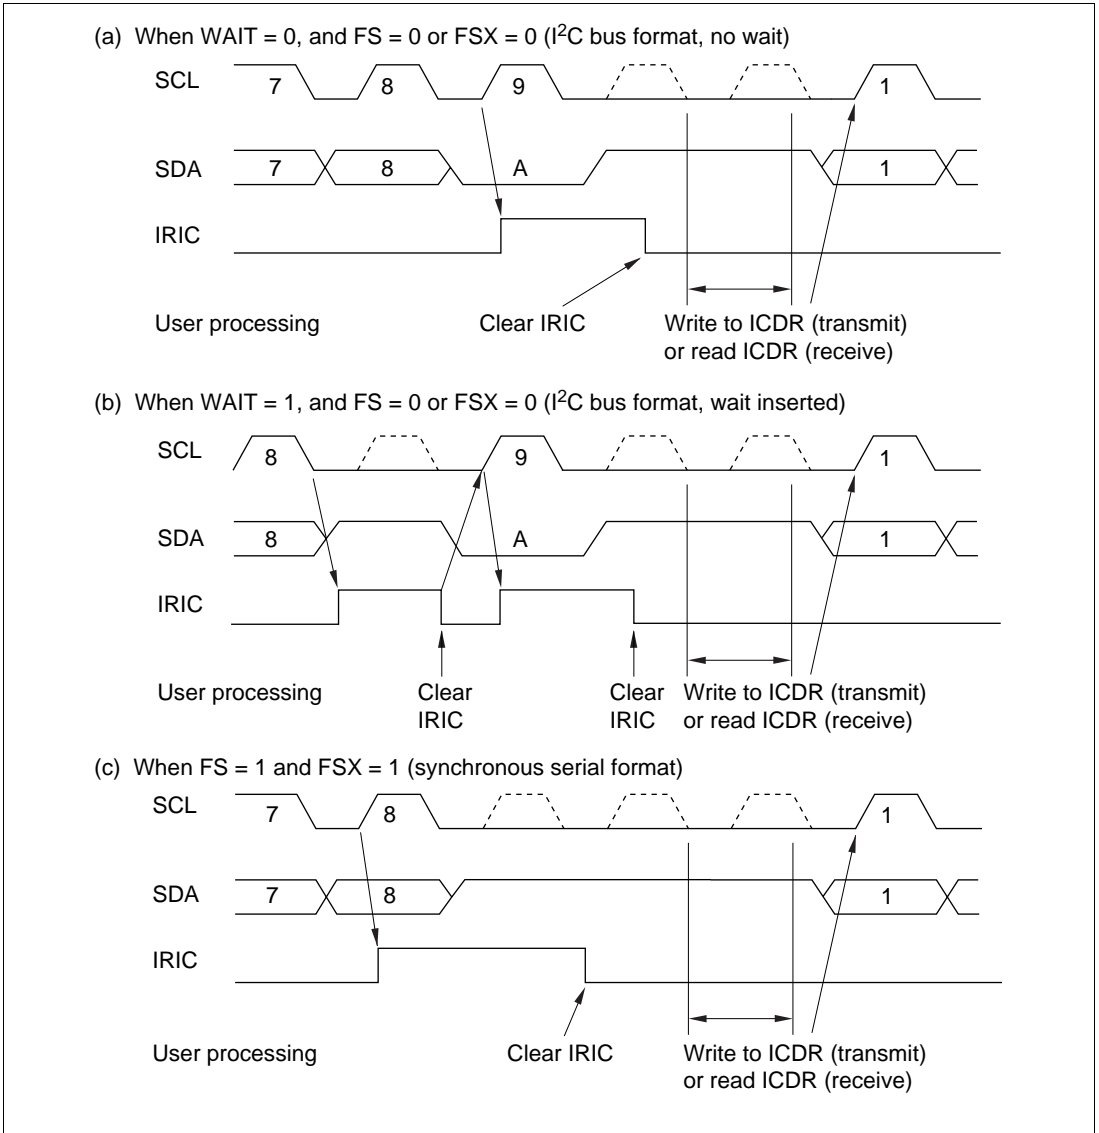 (a) When WAIT = 0, and FS = 0 or FSX = 0 (I²C bus format, no wait)
SCL 7 8 9 1
SDA 7 8 A 1
IRIC
User processing Clear IRIC Write to ICDR (transmit)
or read ICDR (receive)
(b) When WAIT = 1, and FS = 0 or FSX = 0 (I²C bus format, wait inserted)
SCL 8 9 1
SDA 8 A 1
IRIC
User processing Clear Clear Write to ICDR (transmit)
IRIC IRIC or read ICDR (receive)
(c) When FS = 1 and FSX = 1 (synchronous serial format)
SCL 7 8 1
SDA 7 8 1
IRIC
User processing Clear IRIC Write to ICDR (transmit)
or read ICDR (receive)